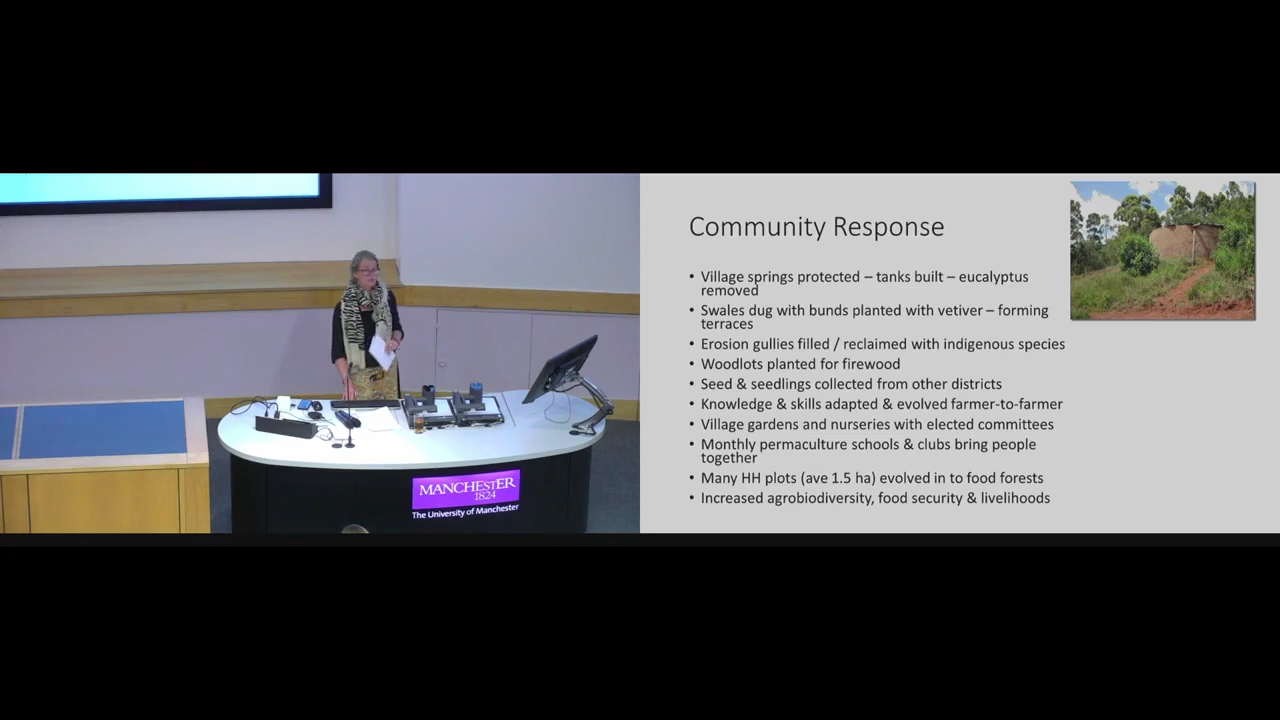 MANCHESTER
1824
The University of Manchester
Community Response
• Village springs protected – tanks built – eucalyptus
removed
• Swales dug with bunds planted with vetiver – forming
terraces
• Erosion gullies filled / reclaimed with indigenous species
• Woodlots planted for firewood
• Seed & seedlings collected from other districts
• Knowledge & skills adapted & evolved farmer-to-farmer
• Village gardens and nurseries with elected committees
• Monthly permaculture schools & clubs bring people
together
• Many HH plots (ave 1.5 ha) evolved in to food forests
• Increased agrobiodiversity, food security & livelihoods